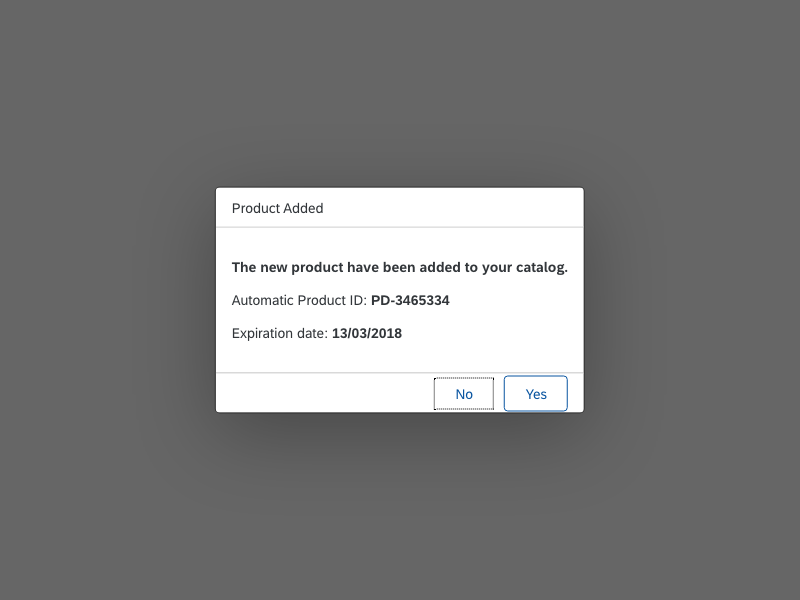 Product Added
The new product have been added to your catalog.
Automatic Product ID: PD-3465334
Expiration date: 13/03/2018
No
Yes